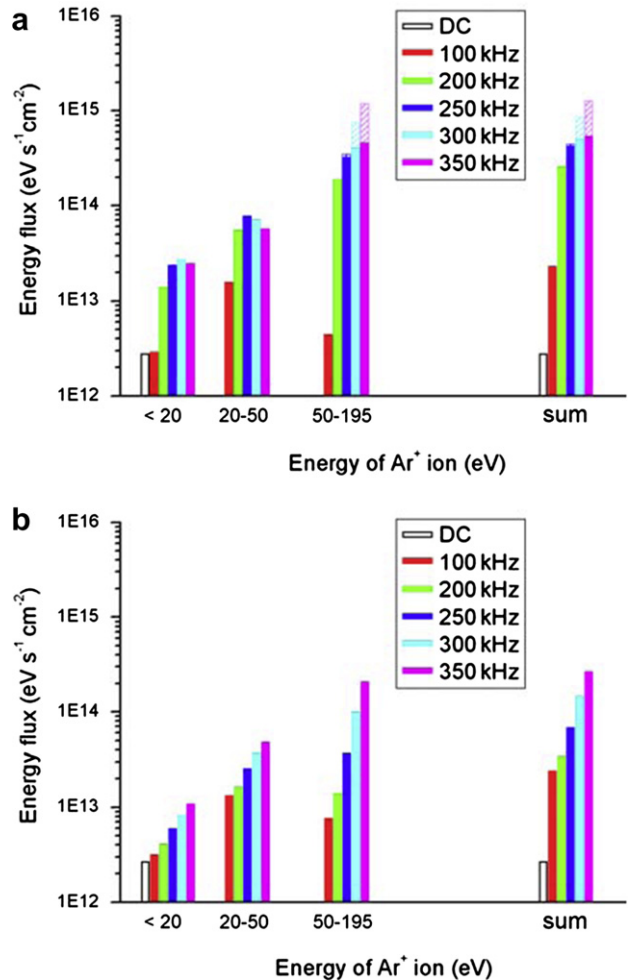 a
1E16
1E15
1E14
1E13
1E12
Energy flux (eV s⁻¹ cm⁻²)
DC
100 kHz
200 kHz
250 kHz
300 kHz
350 kHz
< 20
20-50
50-195
sum
Energy of Ar⁺ ion (eV)
b
1E16
1E15
1E14
1E13
1E12
Energy flux (eV s⁻¹ cm⁻²)
DC
100 kHz
200 kHz
250 kHz
300 kHz
350 kHz
< 20
20-50
50-195
sum
Energy of Ar⁺ ion (eV)